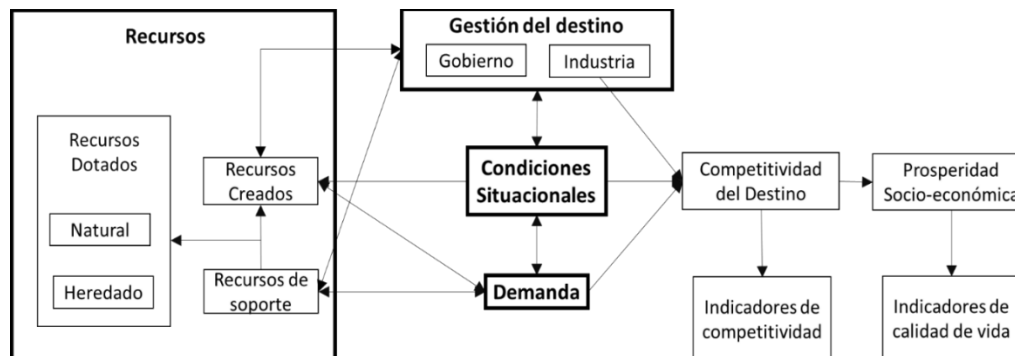 Recursos
Gestión del destino
Gobierno
Industria
Recursos
Dotados
Natural
Heredado
Recursos
Creados
Recursos de
soporte
Condiciones
Situacionales
Demanda
Competitividad
del Destino
Prosperidad
Socio-económica
Indicadores de
competitividad
Indicadores de
calidad de vida